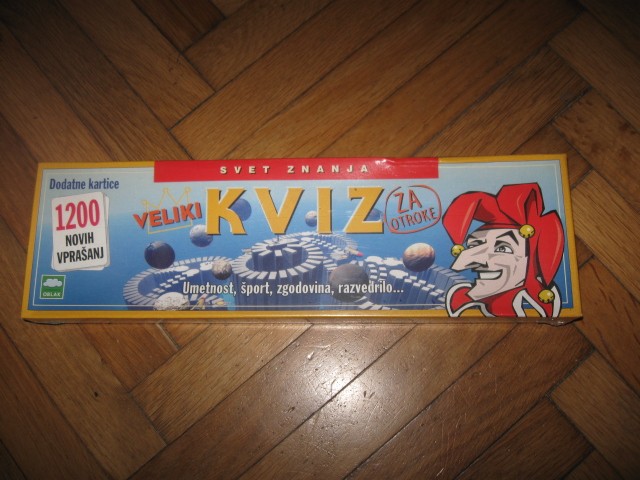 SVET ZNANJA
Dodatne kartice
1200
NOVIH
VPRAŠANJ
VELIKI
KVIZ
ZA
OTROKE
Umetnost, šport, zgodovina, razvedrilo...